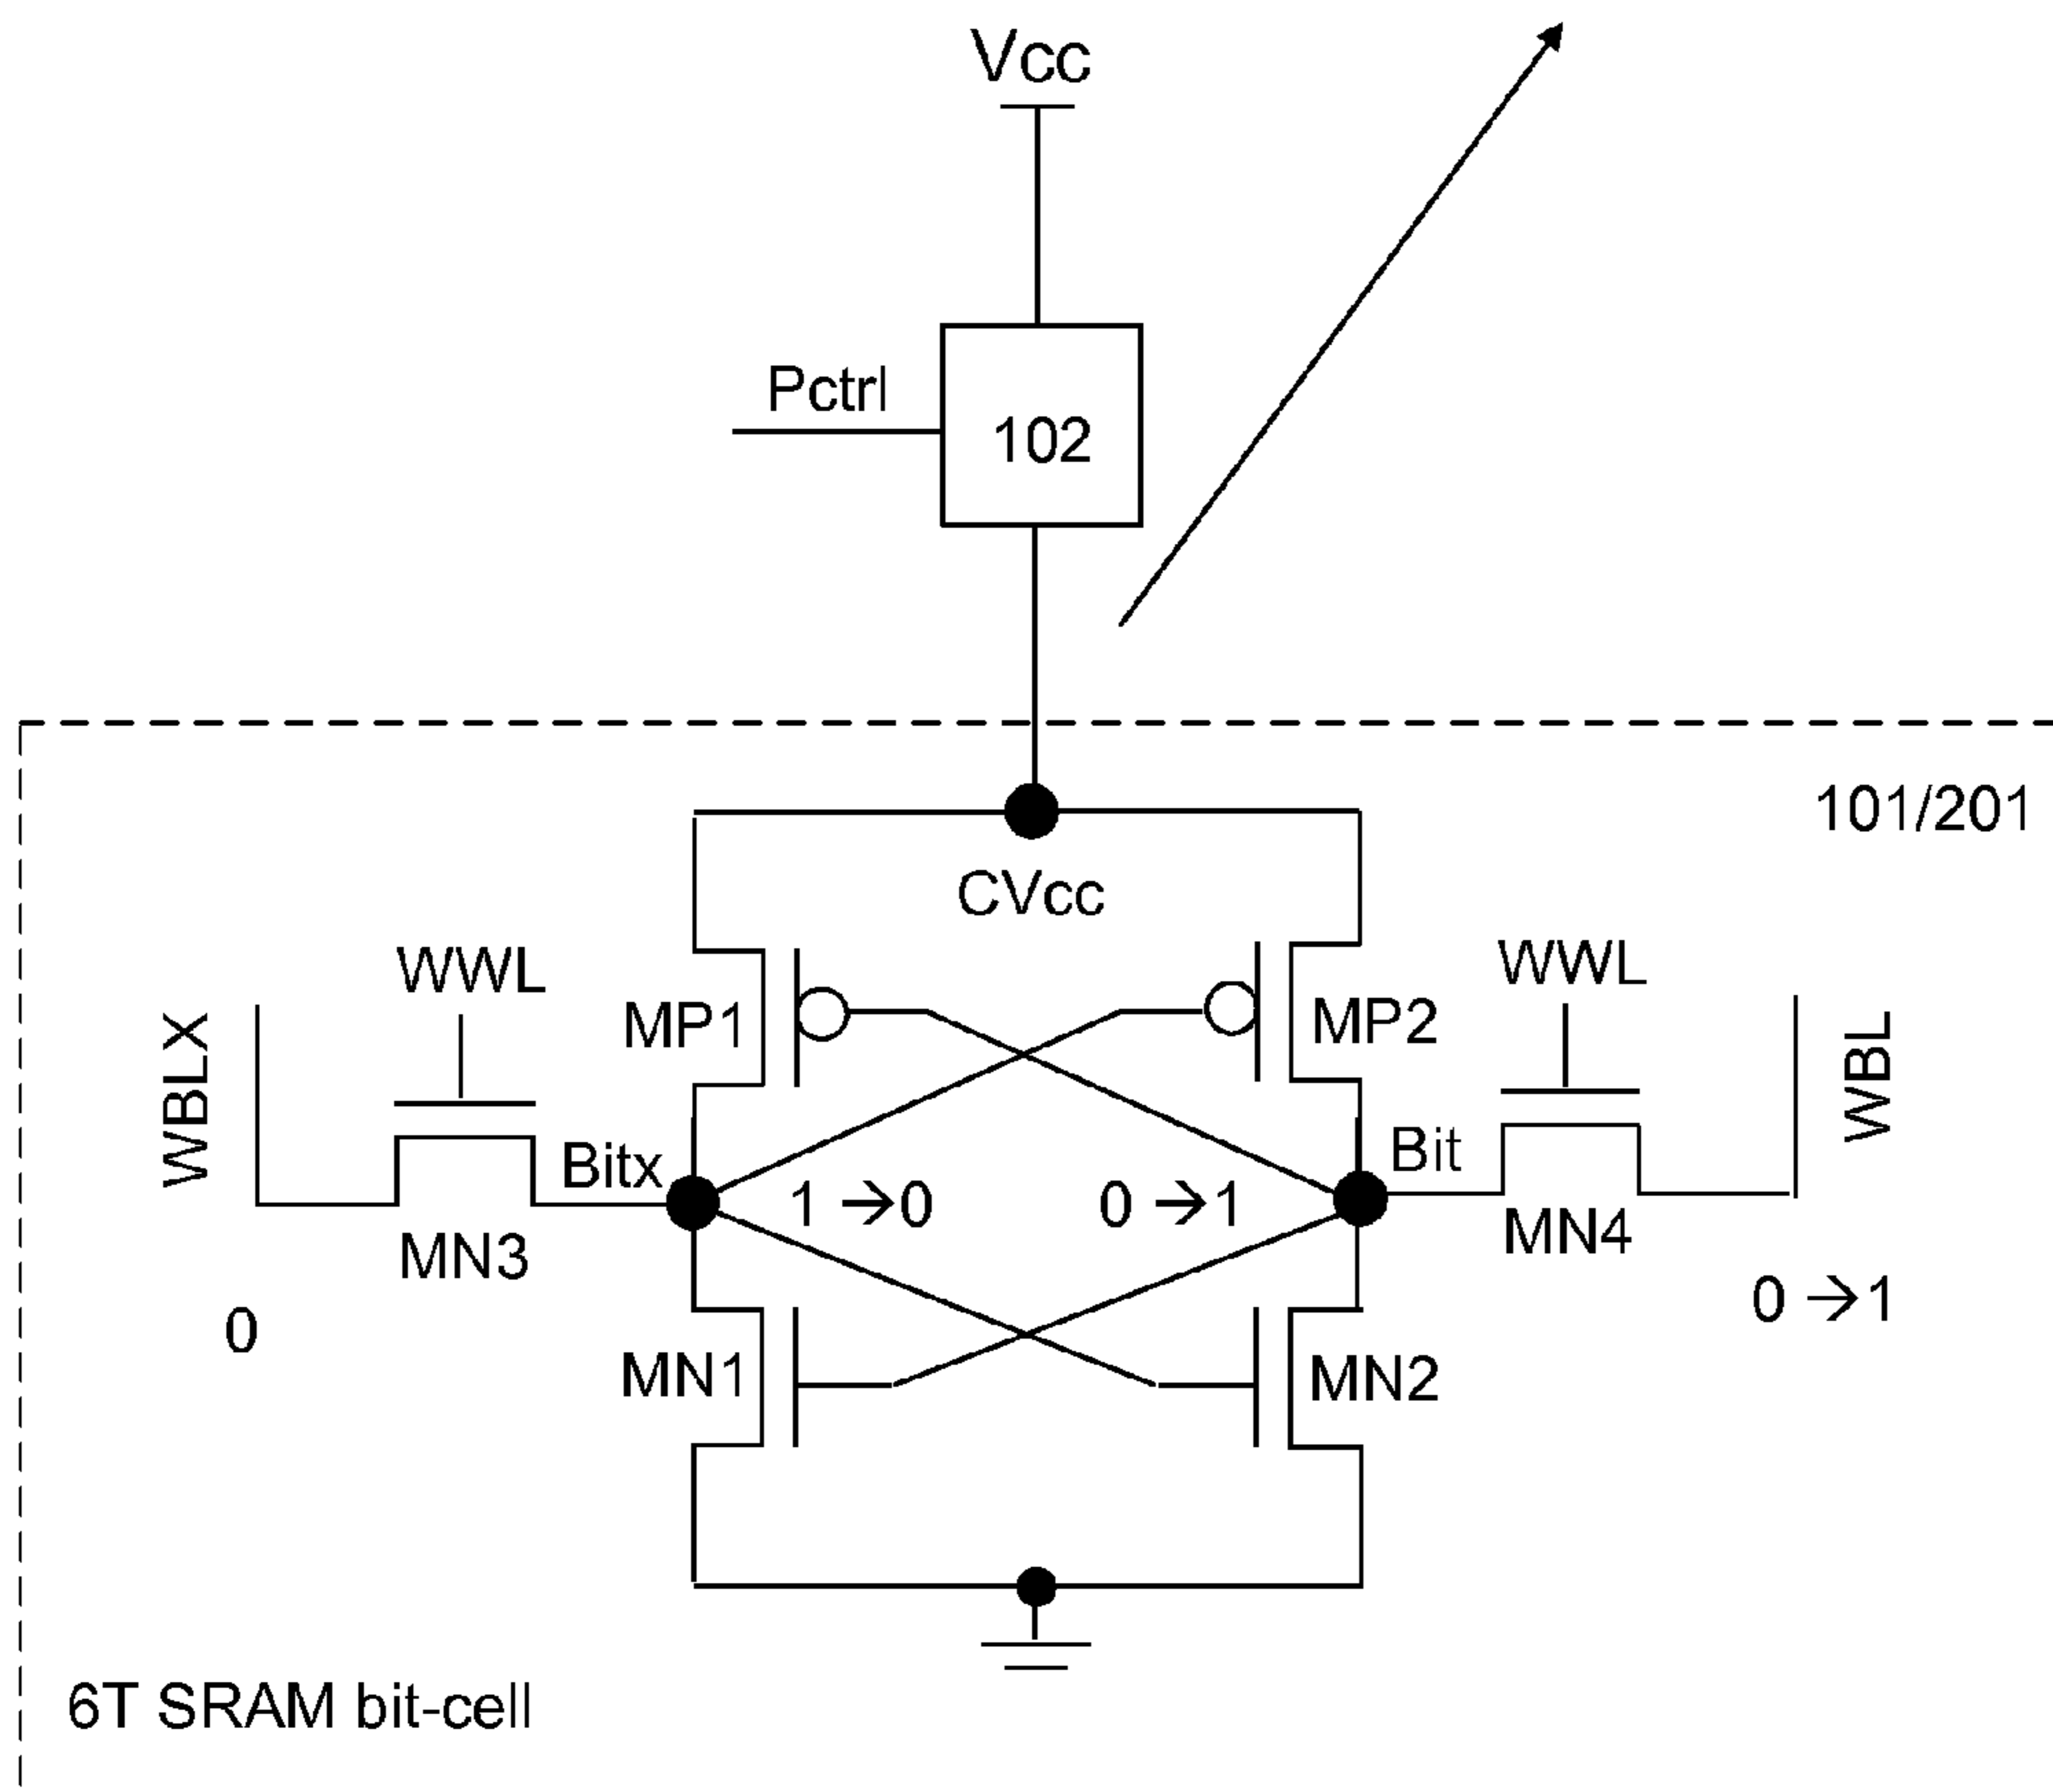 Vcc
Pctrl
102
101/201
CVcc
WWL
WWL
WBLX
MP1
MP2
WBL
Bitx
Bit
1 →0
0 →1
MN3
MN4
0
0 →1
MN1
MN2
6T SRAM bit-cell